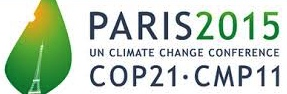 PARIS2015
UN CLIMATE CHANGE CONFERENCE
COP21·CMP11